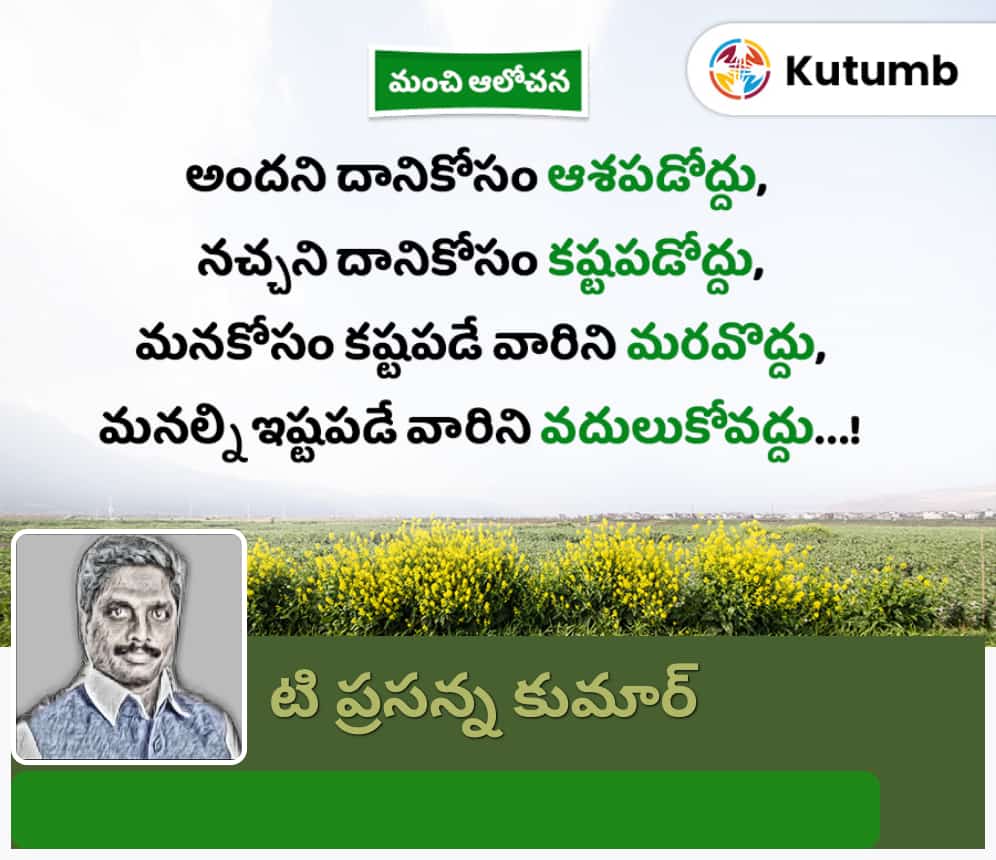 మంచి ఆలోచన
Kutumb
అందని దానికోసం ఆశపడోద్దు,
నచ్చని దానికోసం కష్టపడోద్దు,
మనకోసం కష్టపడే వారిని మరవొద్దు,
మనల్ని ఇష్టపడే వారిని వదులుకోవద్దు...!
టి ప్రసన్న కుమార్